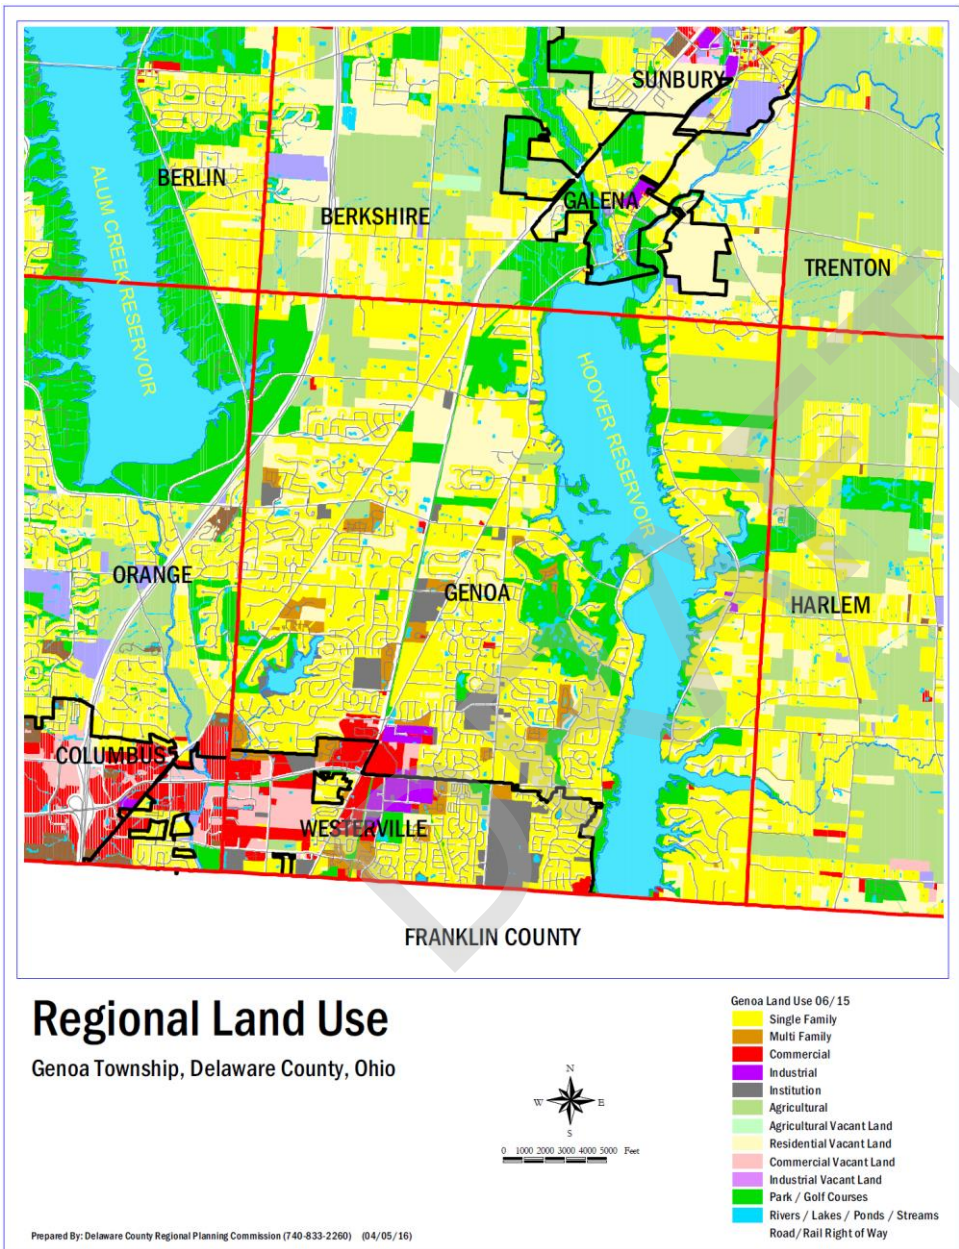 SUNBURY
BERLIN
ALUM CREEK RESERVOIR
BERKSHIRE
GALENA
TRENTON
HOOVER RESERVOIR
ORANGE
GENOA
HARLEM
COLUMBUS
WESTERVILLE
FRANKLIN COUNTY
DRAFT
Regional Land Use
Genoa Township, Delaware County, Ohio
N
W E
S
0 1000 2000 3000 4000 5000 Feet
Genoa Land Use 06/15
Single Family
Multi Family
Commercial
Industrial
Institution
Agricultural
Agricultural Vacant Land
Residential Vacant Land
Commercial Vacant Land
Industrial Vacant Land
Park / Golf Courses
Rivers / Lakes / Ponds / Streams
Road/Rail Right of Way
Prepared By: Delaware County Regional Planning Commission (740-833-2260) (04/05/16)